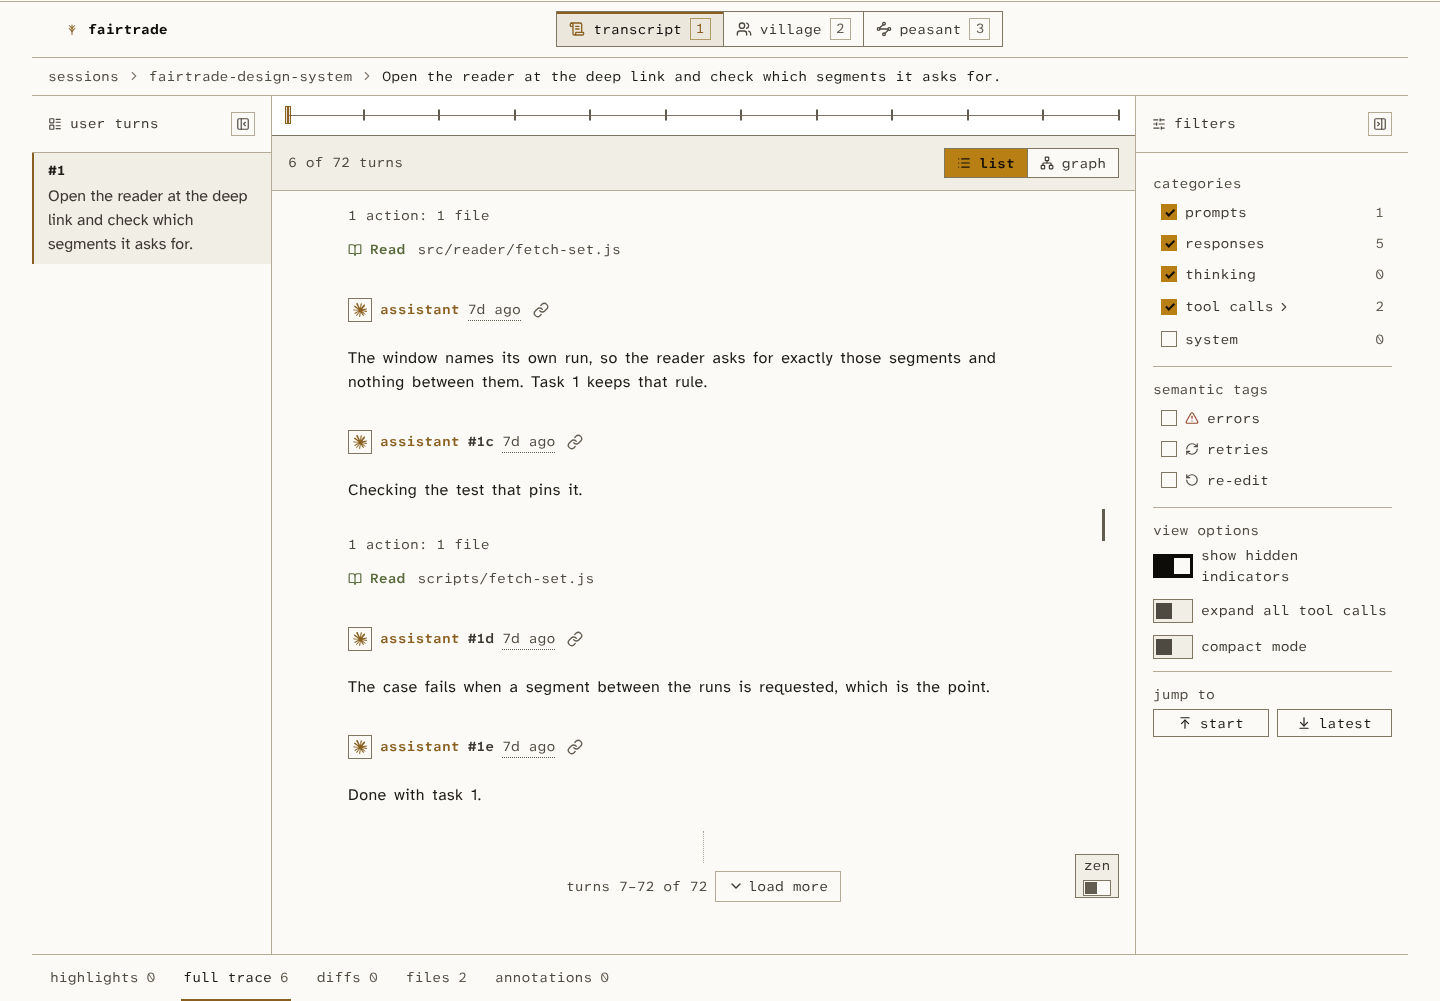 fairtrade
transcript 1
village 2
peasant 3
sessions > fairtrade-design-system > Open the reader at the deep link and check which segments it asks for.
user turns
#1
Open the reader at the deep
link and check which
segments it asks for.
6 of 72 turns
list
graph
1 action: 1 file
Read src/reader/fetch-set.js
assistant 7d ago
The window names its own run, so the reader asks for exactly those segments and
nothing between them. Task 1 keeps that rule.
assistant #1c 7d ago
Checking the test that pins it.
1 action: 1 file
Read scripts/fetch-set.js
assistant #1d 7d ago
The case fails when a segment between the runs is requested, which is the point.
assistant #1e 7d ago
Done with task 1.
turns 7–72 of 72
load more
zen
filters
categories
prompts 1
responses 5
thinking 0
tool calls > 2
system 0
semantic tags
errors
retries
re-edit
view options
show hidden
indicators
expand all tool calls
compact mode
jump to
start
latest
highlights 0
full trace 6
diffs 0
files 2
annotations 0